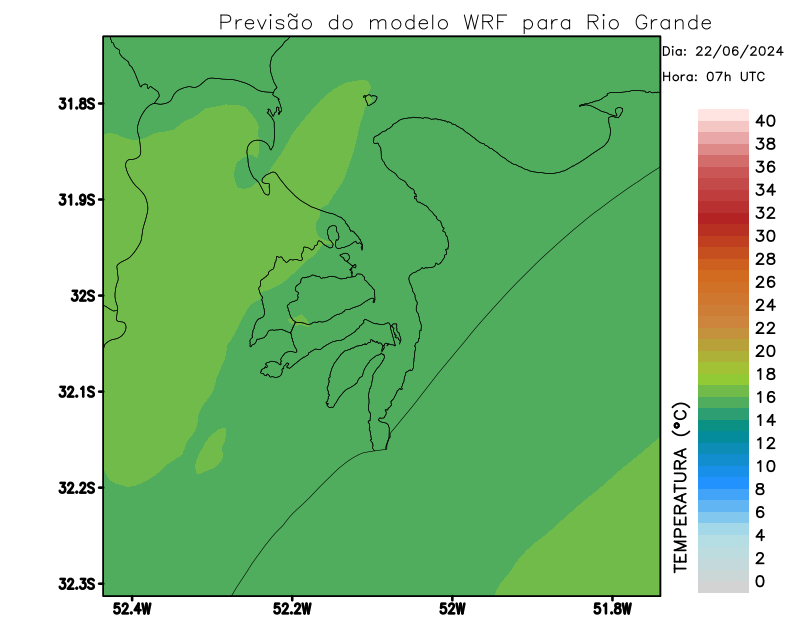 Previsão do modelo WRF para Rio Grande
Dia: 22/06/2024
Hora: 07h UTC
31.8S
31.9S
32S
32.1S
32.2S
32.3S
52.4W
52.2W
52W
51.8W
TEMPERATURA (°C)
40
38
36
34
32
30
28
26
24
22
20
18
16
14
12
10
8
6
4
2
0